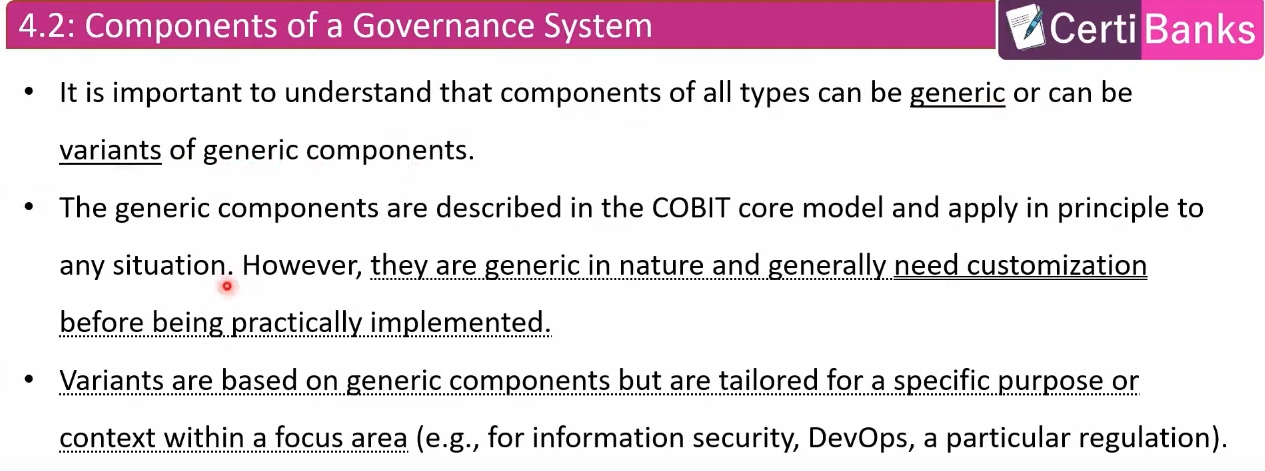 4.2: Components of a Governance System
CertiBanks
• It is important to understand that components of all types can be generic or can be
variants of generic components.
• The generic components are described in the COBIT core model and apply in principle to
any situation. However, they are generic in nature and generally need customization
before being practically implemented.
• Variants are based on generic components but are tailored for a specific purpose or
context within a focus area (e.g., for information security, DevOps, a particular regulation).